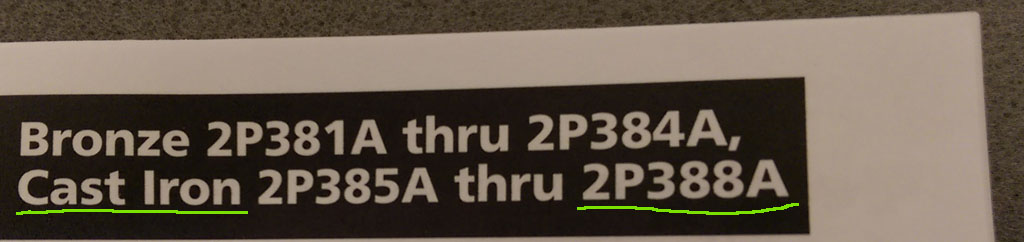 Bronze 2P381A thru 2P384A,
Cast Iron 2P385A thru 2P388A